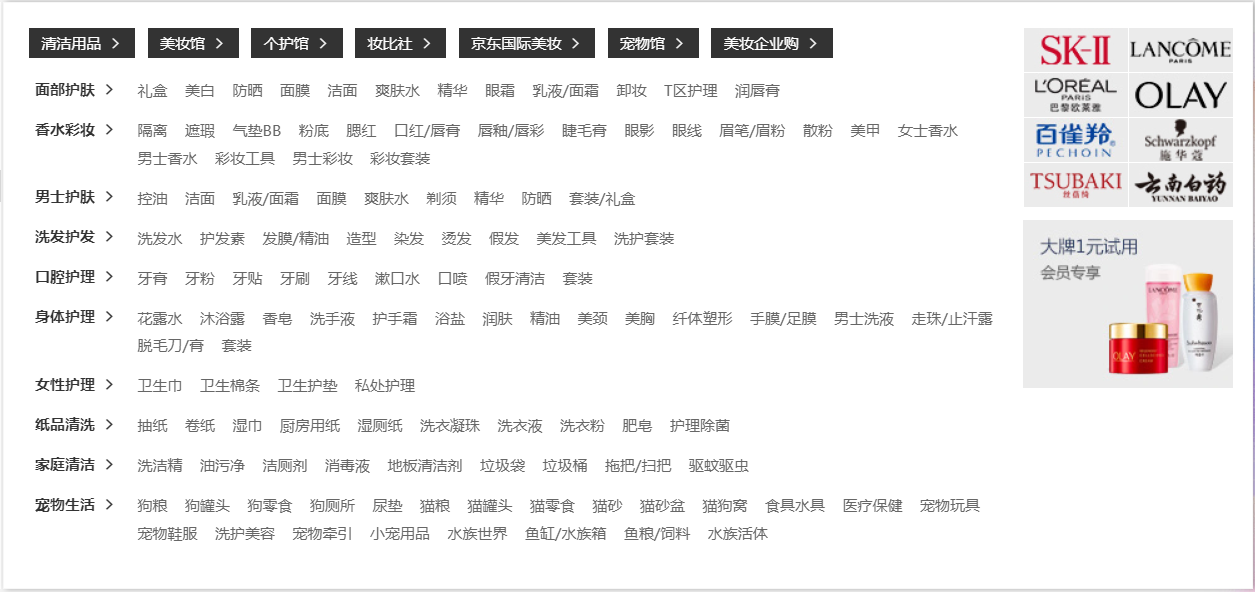 清洁用品 美妆馆 个护馆 妆比社 京东国际美妆 宠物馆 美妆企业购
面部护肤 礼盒 美白 防晒 面膜 洁面 爽肤水 精华 眼霜 乳液/面霜 卸妆 T区护理 润唇膏
香水彩妆 隔离 遮瑕 气垫BB 粉底 腮红 口红/唇膏 唇釉/唇彩 睫毛膏 眼影 眼线 眉笔/眉粉 散粉 美甲 女士香水
男士香水 彩妆工具 男士彩妆 彩妆套装
男士护肤 控油 洁面 乳液/面霜 面膜 爽肤水 剃须 精华 防晒 套装/礼盒
洗发护发 洗发水 护发素 发膜/精油 造型 染发 烫发 假发 美发工具 洗护套装
口腔护理 牙膏 牙粉 牙贴 牙刷 牙线 漱口水 口喷 假牙清洁 套装
身体护理 花露水 沐浴露 香皂 洗手液 护手霜 浴盐 润肤 精油 美颈 美胸 纤体塑形 手膜/足膜 男士洗液 走珠/止汗露
脱毛刀/膏 套装
女性护理 卫生巾 卫生棉条 卫生护垫 私处护理
纸品清洗 抽纸 卷纸 湿巾 厨房用纸 湿厕纸 洗衣凝珠 洗衣液 洗衣粉 肥皂 护理除菌
家庭清洁 洗洁精 油污净 洁厕剂 消毒液 地板清洁剂 垃圾袋 垃圾桶 拖把/扫把 驱蚊驱虫
宠物生活 狗粮 狗罐头 狗零食 狗厕所 尿垫 猫粮 猫罐头 猫零食 猫砂 猫砂盆 猫狗窝 食具水具 医疗保健 宠物玩具
宠物鞋服 洗护美容 宠物牵引 小宠用品 水族世界 鱼缸/水族箱 鱼粮/饲料 水族活体
SK-II LANCÔME
PARIS
L'ORÉAL
PARIS
巴黎欧莱雅
OLAY
百雀羚®
PECHOIN
Schwarzkopf
施华蔻
TSUBAKI
丝蓓绮
云南白药
YUNNAN BAIYAO
大牌1元试用
会员专享
LANCÔME
OLAY